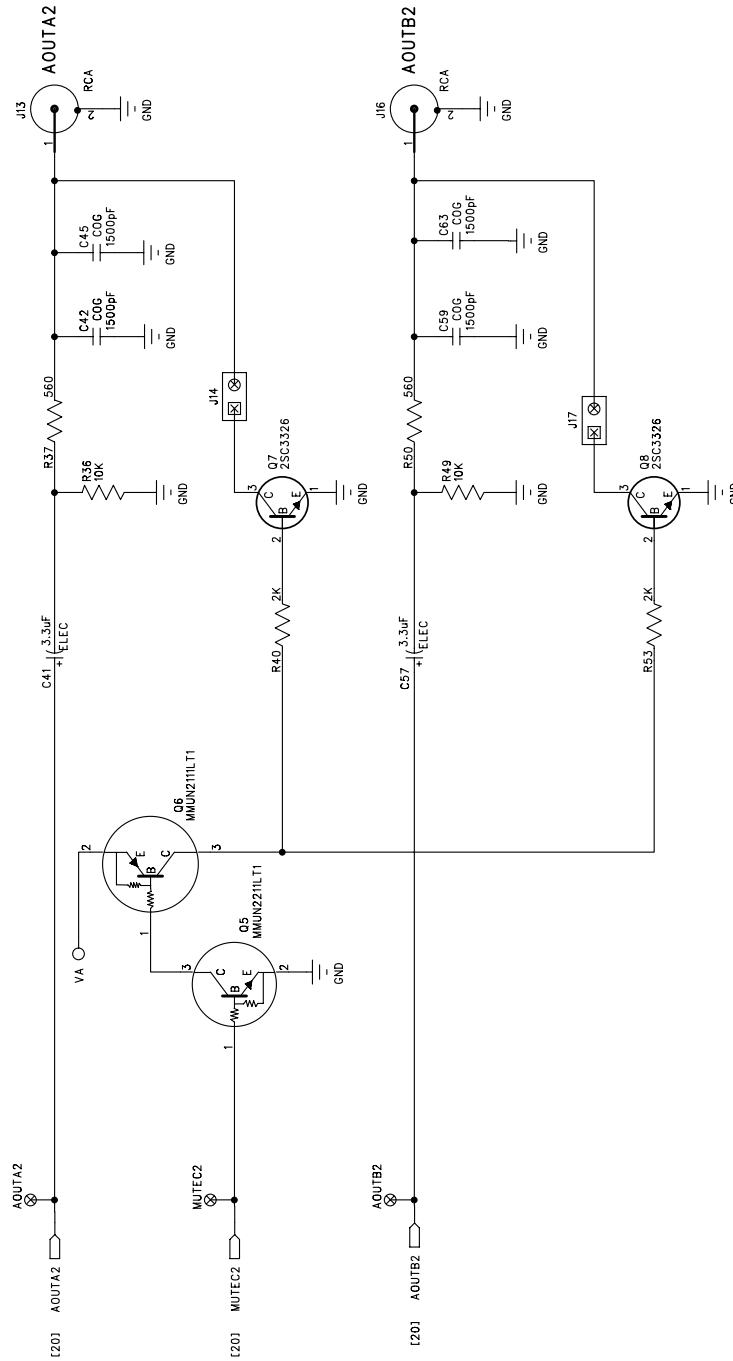 AOUTA2
J13
RCA
1
2
GND
C45
COG
1500pF
GND
C42
COG
1500pF
GND
R37
560
R36
10K
GND
C41
3.3uF
+
ELEC
J14
Q7
2SC3326
3
C
B
E
2
1
GND
R40
2K
Q6
MMUN2111LT1
2
E
B
C
1
3
VA
Q5
MMUN2211LT1
3
C
B
E
1
2
GND
AOUTA2
[20] AOUTA2
MUTEC2
[20] MUTEC2
AOUTB2
J16
RCA
1
2
GND
C63
COG
1500pF
GND
C59
COG
1500pF
GND
R50
560
R49
10K
GND
C57
3.3uF
+
ELEC
J17
Q8
2SC3326
3
C
B
E
2
1
GND
R53
2K
AOUTB2
[20] AOUTB2